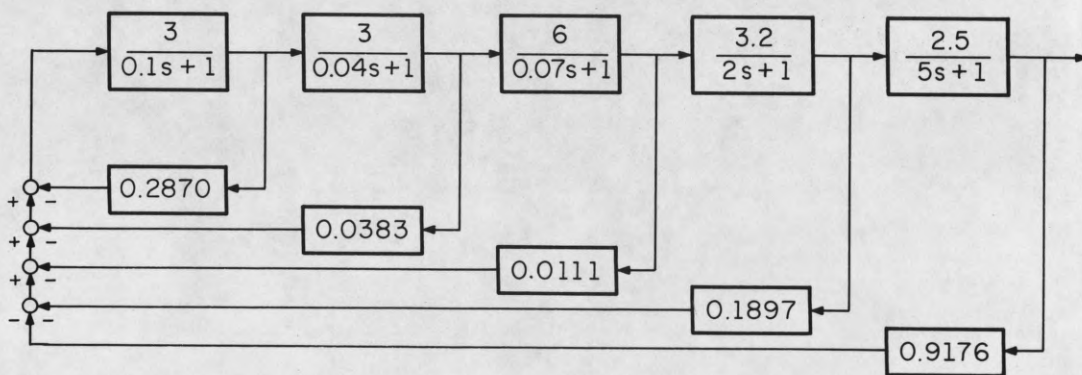 3
0.1s+1
3
0.04s+1
6
0.07s+1
3.2
2s+1
2.5
5s+1
0.2870
+ −
0.0383
+ −
0.0111
+ −
0.1897
− −
0.9176